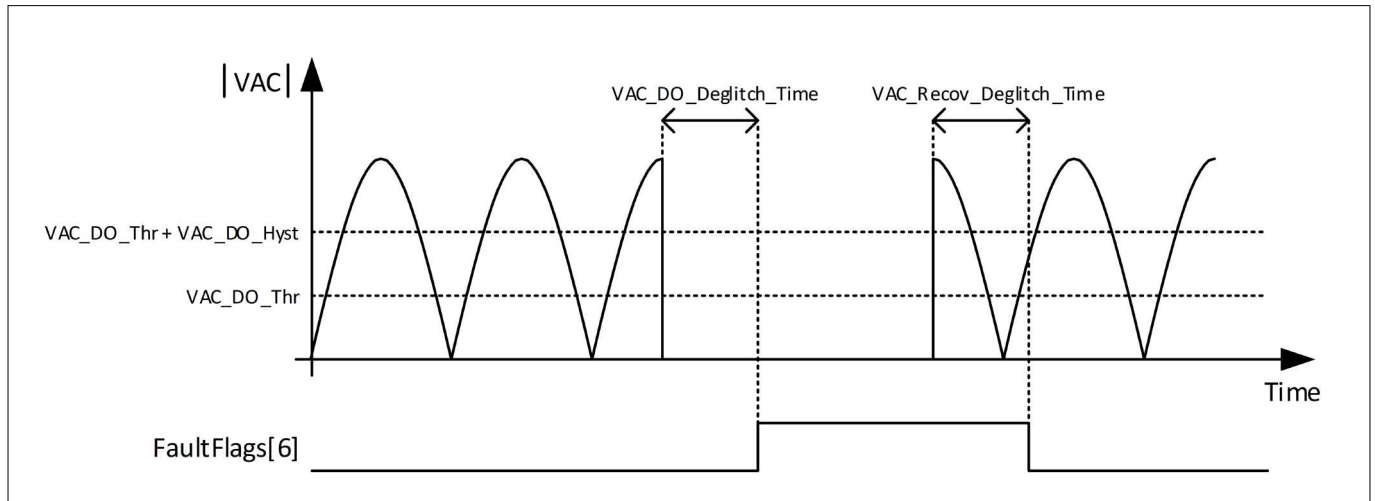 |VAC|
VAC_DO_Deglitch_Time
VAC_Recov_Deglitch_Time
VAC_DO_Thr + VAC_DO_Hyst
VAC_DO_Thr
Time
FaultFlags[6]